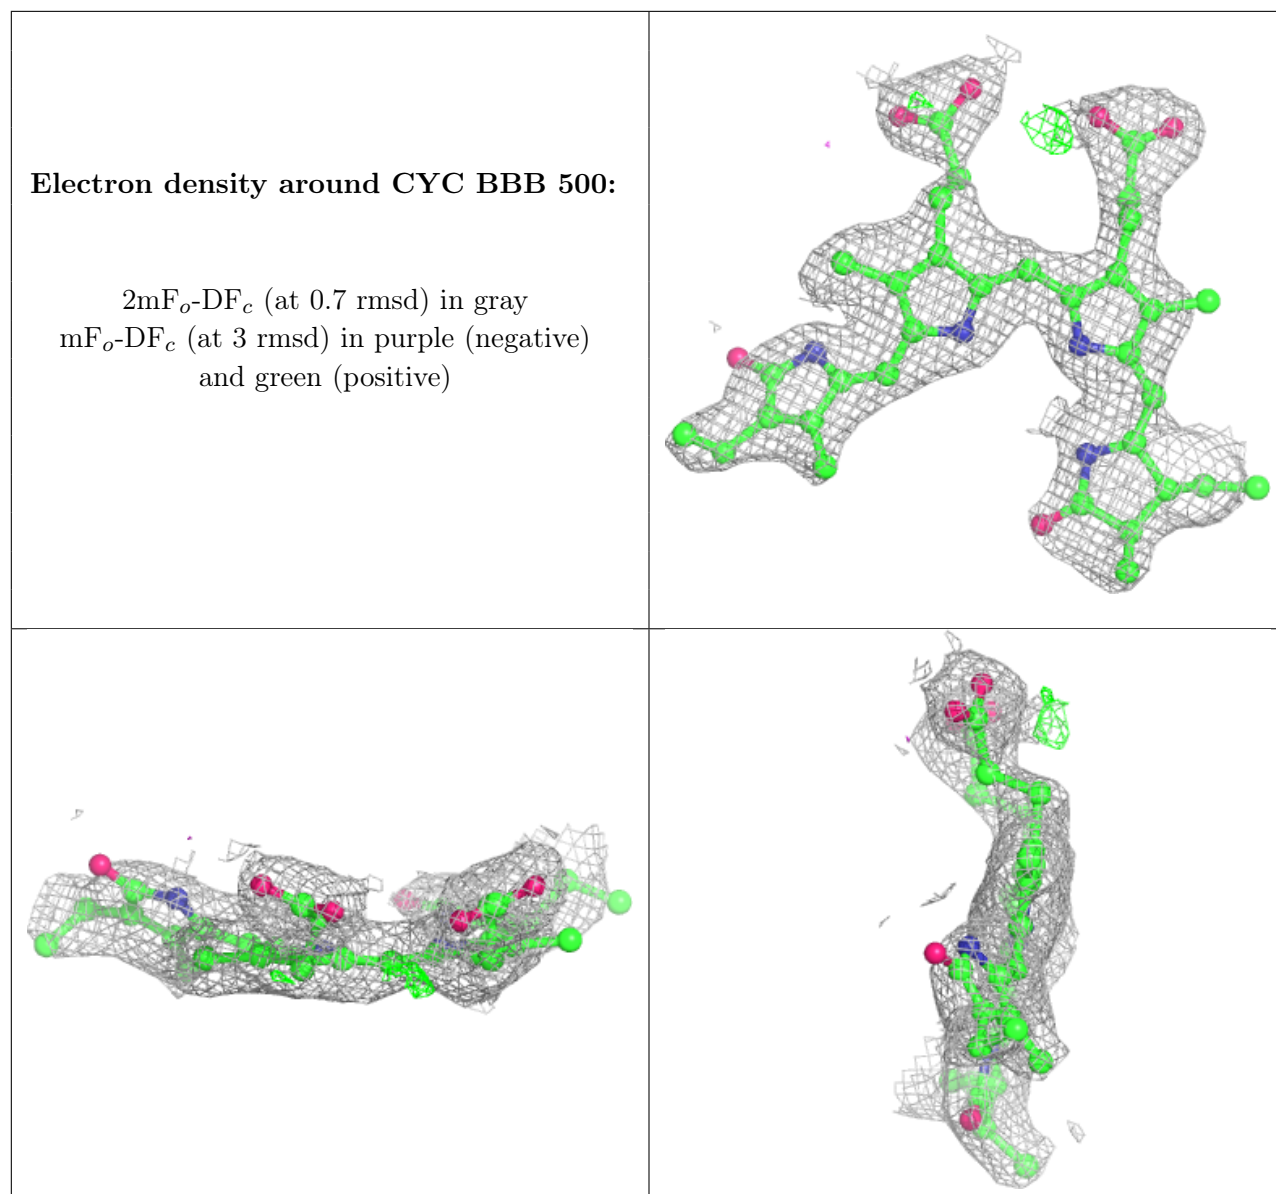 Electron density around CYC BBB 500:
2mFo-DFc (at 0.7 rmsd) in gray
mFo-DFc (at 3 rmsd) in purple (negative)
and green (positive)